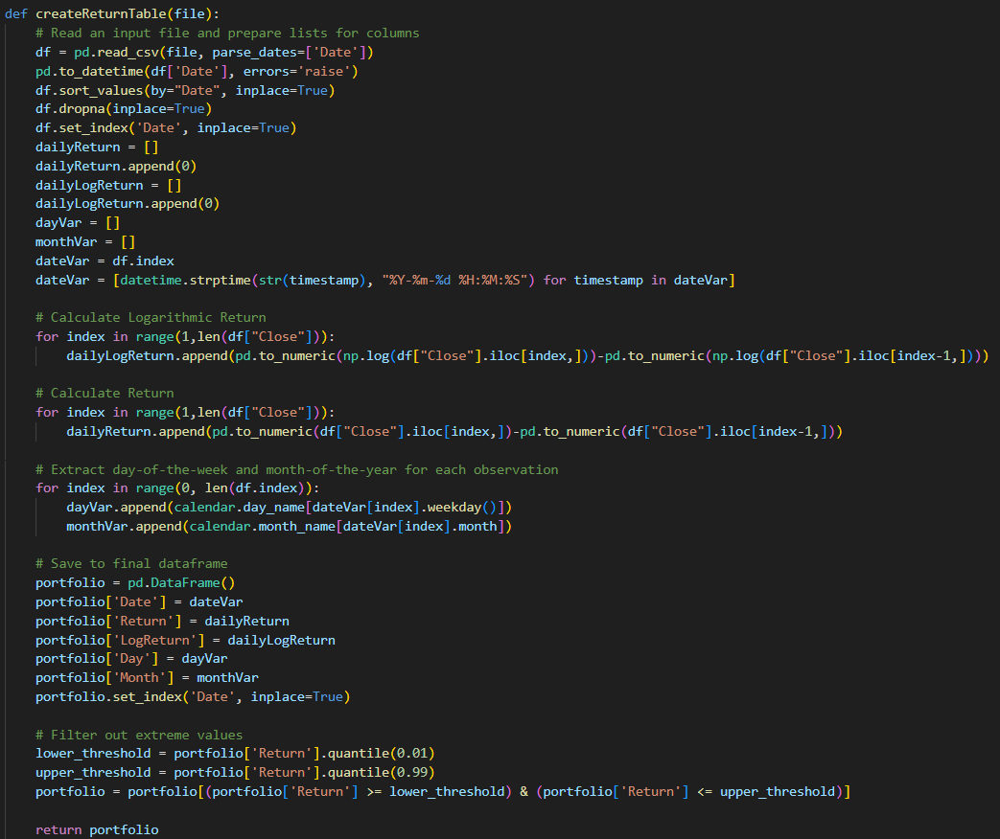 def createReturnTable(file):
    # Read an input file and prepare lists for columns
    df = pd.read_csv(file, parse_dates=['Date'])
    pd.to_datetime(df['Date'], errors='raise')
    df.sort_values(by="Date", inplace=True)
    df.dropna(inplace=True)
    df.set_index('Date', inplace=True)
    dailyReturn = []
    dailyReturn.append(0)
    dailyLogReturn = []
    dailyLogReturn.append(0)
    dayVar = []
    monthVar = []
    dateVar = df.index
    dateVar = [datetime.strptime(str(timestamp), "%Y-%m-%d %H:%M:%S") for timestamp in dateVar]

    # Calculate Logarithmic Return
    for index in range(1,len(df["Close"])):
        dailyLogReturn.append(pd.to_numeric(np.log(df["Close"].iloc[index,]))-pd.to_numeric(np.log(df["Close"].iloc[index-1,])))

    # Calculate Return
    for index in range(1,len(df["Close"])):
        dailyReturn.append(pd.to_numeric(df["Close"].iloc[index,])-pd.to_numeric(df["Close"].iloc[index-1,]))

    # Extract day-of-the-week and month-of-the-year for each observation
    for index in range(0, len(df.index)):
        dayVar.append(calendar.day_name[dateVar[index].weekday()])
        monthVar.append(calendar.month_name[dateVar[index].month])

    # Save to final dataframe
    portfolio = pd.DataFrame()
    portfolio['Date'] = dateVar
    portfolio['Return'] = dailyReturn
    portfolio['LogReturn'] = dailyLogReturn
    portfolio['Day'] = dayVar
    portfolio['Month'] = monthVar
    portfolio.set_index('Date', inplace=True)

    # Filter out extreme values
    lower_threshold = portfolio['Return'].quantile(0.01)
    upper_threshold = portfolio['Return'].quantile(0.99)
    portfolio = portfolio[(portfolio['Return'] >= lower_threshold) & (portfolio['Return'] <= upper_threshold)]

    return portfolio